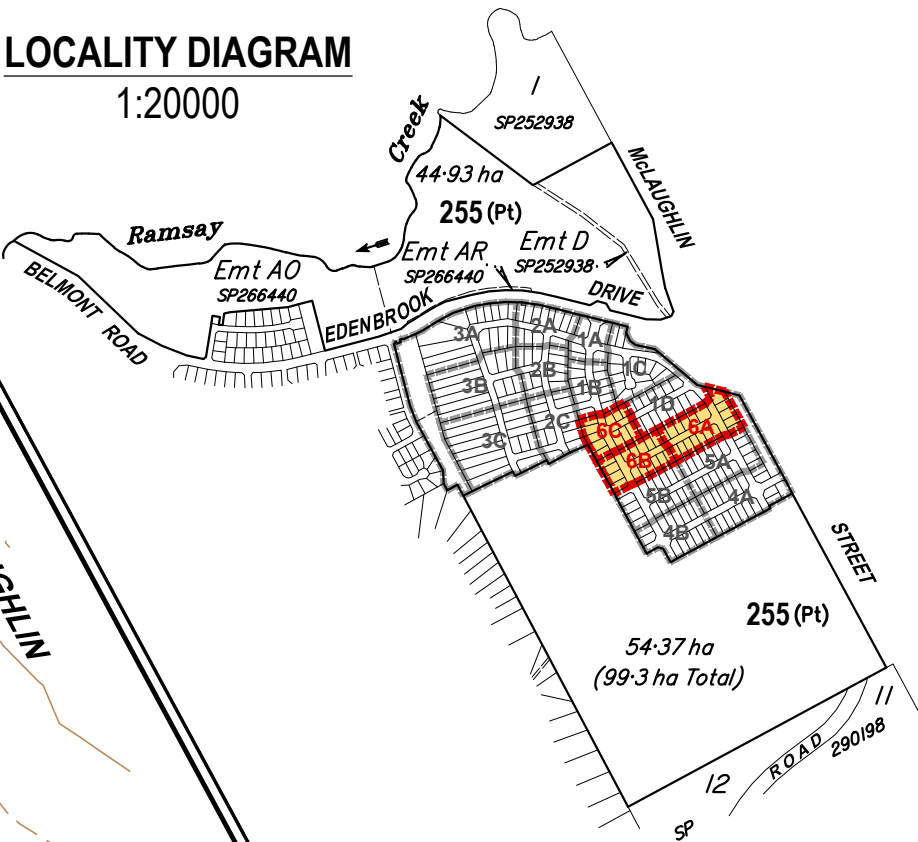 LOCALITY DIAGRAM
1:20000
1
SP252938
Creek
44·93 ha
255 (Pt)
McLAUGHLIN
Ramsay
Emt AR
SP266440
Emt D
SP252938
Emt AO
SP266440
BELMONT ROAD
EDENBROOK
DRIVE
3A
2A
1A
3B
2B
1B
1C
1D
3C
2C
6C
6A
6B
5A
5B
4A
4B
STREET
255 (Pt)
54·37 ha
(99·3 ha Total)
GHLIN
11
290198
ROAD
12
SP